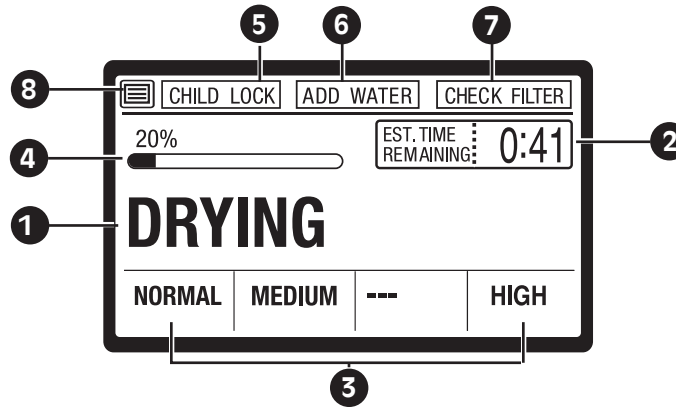 5 6 7
8 CHILD LOCK ADD WATER CHECK FILTER
20%
EST. TIME
REMAINING 0:41
2
4
1 DRYING
NORMAL MEDIUM --- HIGH
3